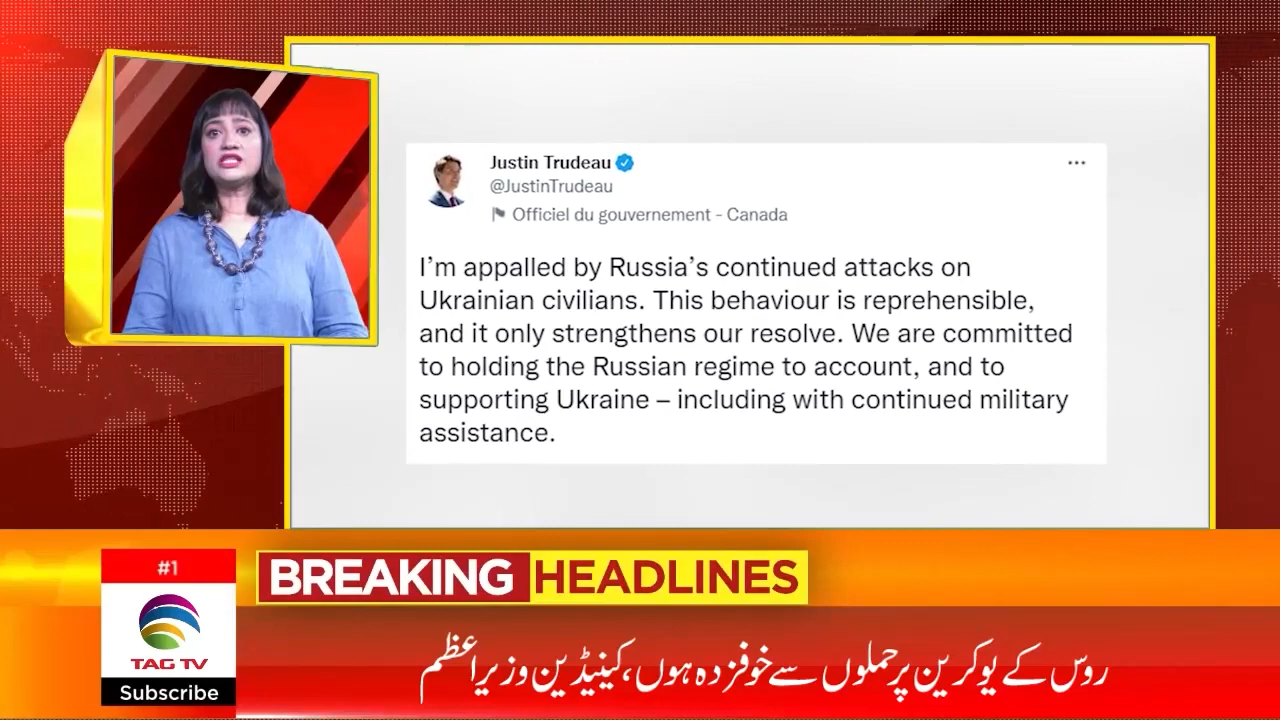 Justin Trudeau
@JustinTrudeau
Officiel du gouvernement - Canada
I’m appalled by Russia’s continued attacks on
Ukrainian civilians. This behaviour is reprehensible,
and it only strengthens our resolve. We are committed
to holding the Russian regime to account, and to
supporting Ukraine – including with continued military
assistance.
#1
TAG TV
Subscribe
BREAKING HEADLINES
روس کے یوکرین پر حملوں سے خوفزدہ ہوں، کینیڈین وزیراعظم